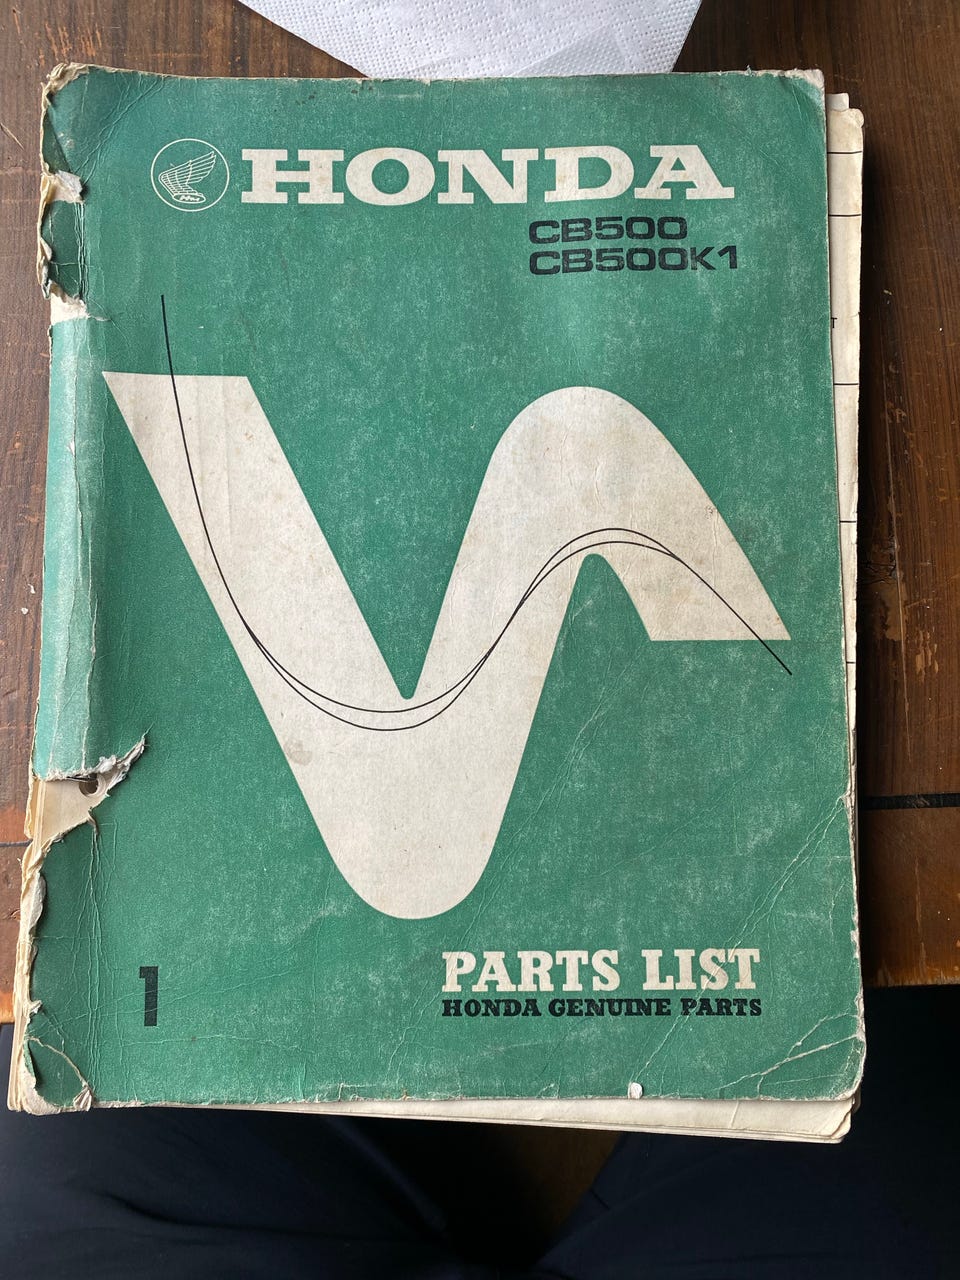 HONDA
CB500
CB500K1
T
1
PARTS LIST
HONDA GENUINE PARTS